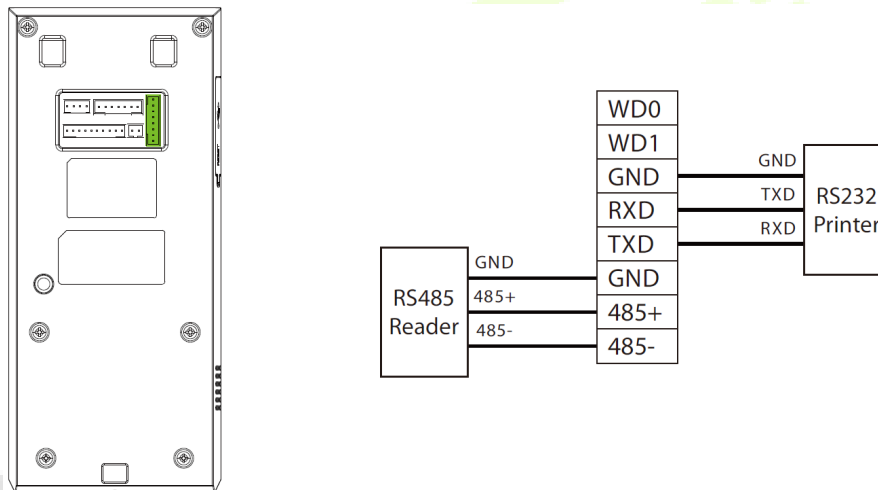 WD0
WD1
GND
RXD
TXD
GND
485+
485-
GND
TXD
RXD
RS232
Printer
GND
485+
485-
RS485
Reader